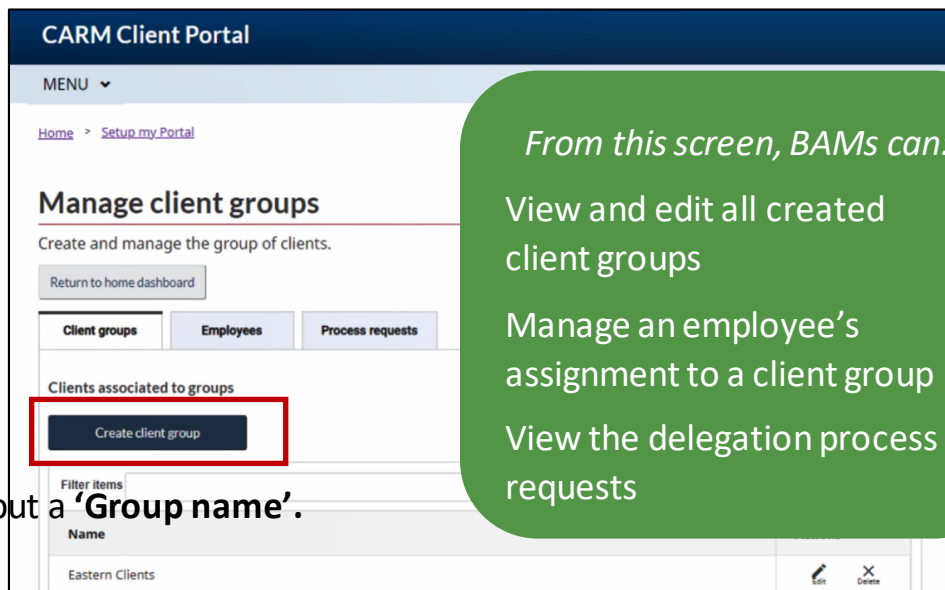 CARM Client Portal
MENU
Home > Setup my Portal
Manage client groups
Create and manage the group of clients.
Return to home dashboard
Client groups Employees Process requests
Clients associated to groups
Create client group
Filter items
put a ‘Group name’.
Name
Eastern Clients
Edit Delete
From this screen, BAMs can:
View and edit all created
client groups
Manage an employee’s
assignment to a client group
View the delegation process
requests